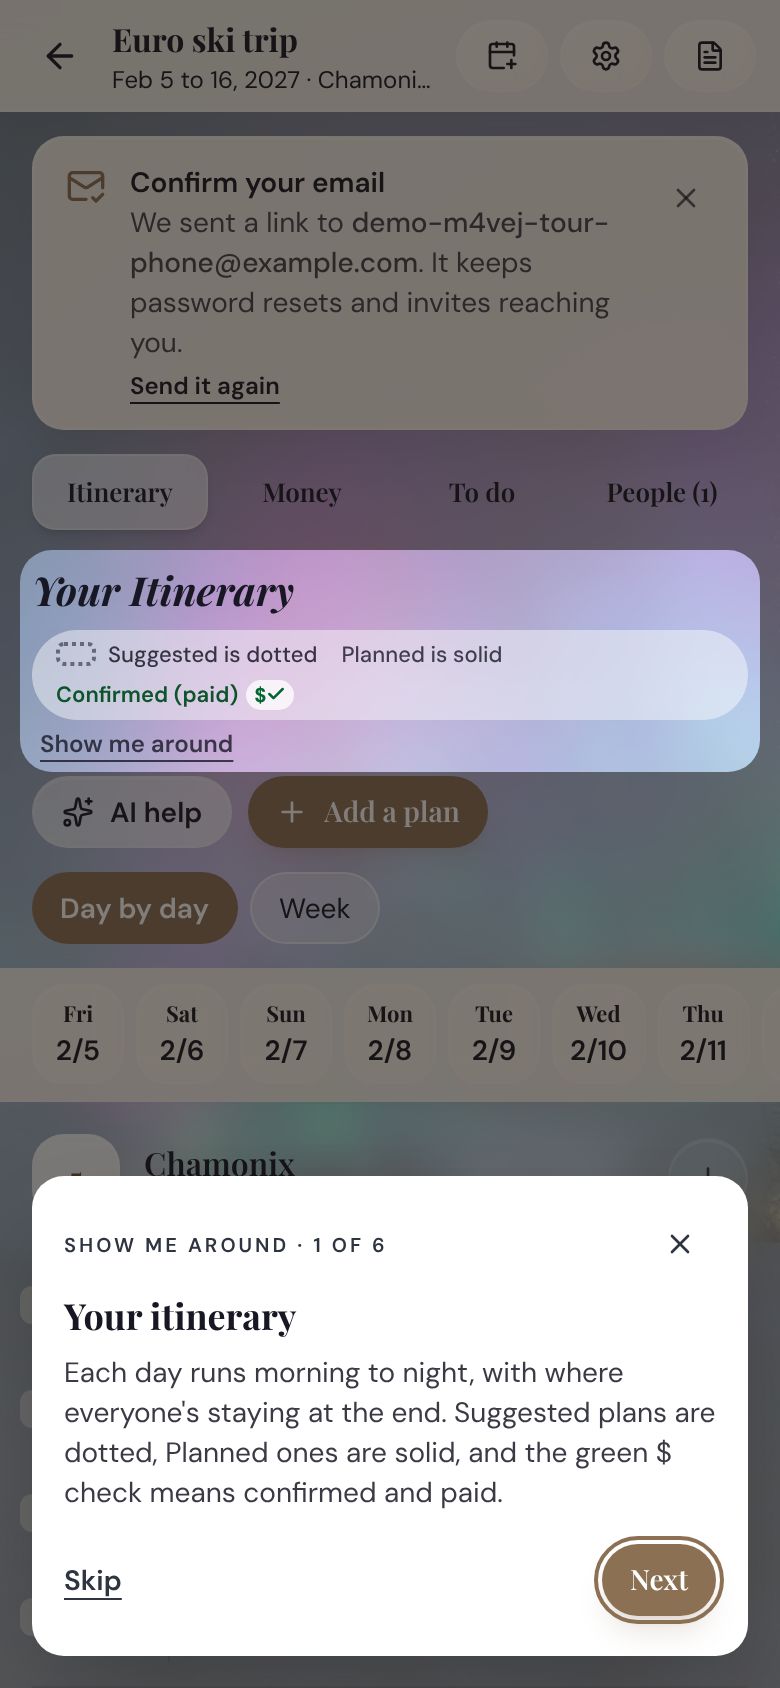 Euro ski trip
Feb 5 to 16, 2027 · Chamoni...
Confirm your email
We sent a link to demo-m4vej-tour-
phone@example.com. It keeps
password resets and invites reaching
you.
Send it again
Itinerary Money To do People (1)
Your Itinerary
Suggested is dotted Planned is solid
Confirmed (paid) $✓
Show me around
AI help + Add a plan
Day by day Week
Fri Sat Sun Mon Tue Wed Thu
2/5 2/6 2/7 2/8 2/9 2/10 2/11
Chamonix
SHOW ME AROUND · 1 OF 6
Your itinerary
Each day runs morning to night, with where
everyone's staying at the end. Suggested plans are
dotted, Planned ones are solid, and the green $
check means confirmed and paid.
Skip Next